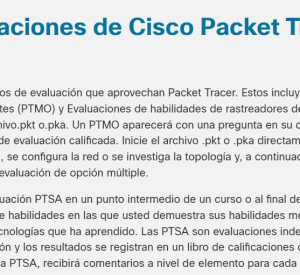 aciones de Cisco Packet T
os de evaluación que aprovechan Packet Tracer. Estos incluy
tes (PTMO) y Evaluaciones de habilidades de rastreadores de
hivo.pkt o.pka. Un PTMO aparecerá con una pregunta en su c
de evaluación calificada. Inicie el archivo .pkt o .pka directam
, se configura la red o se investiga la topología y, a continuac
evaluación de opción múltiple.
uación PTSA en un punto intermedio de un curso o al final de
e habilidades en las que usted demuestra sus habilidades me
cnologías que ha aprendido. Las PTSA son evaluaciones inde
ón y los resultados se registran en un libro de calificaciones d
a PTSA, recibirá comentarios a nivel de elemento para cada